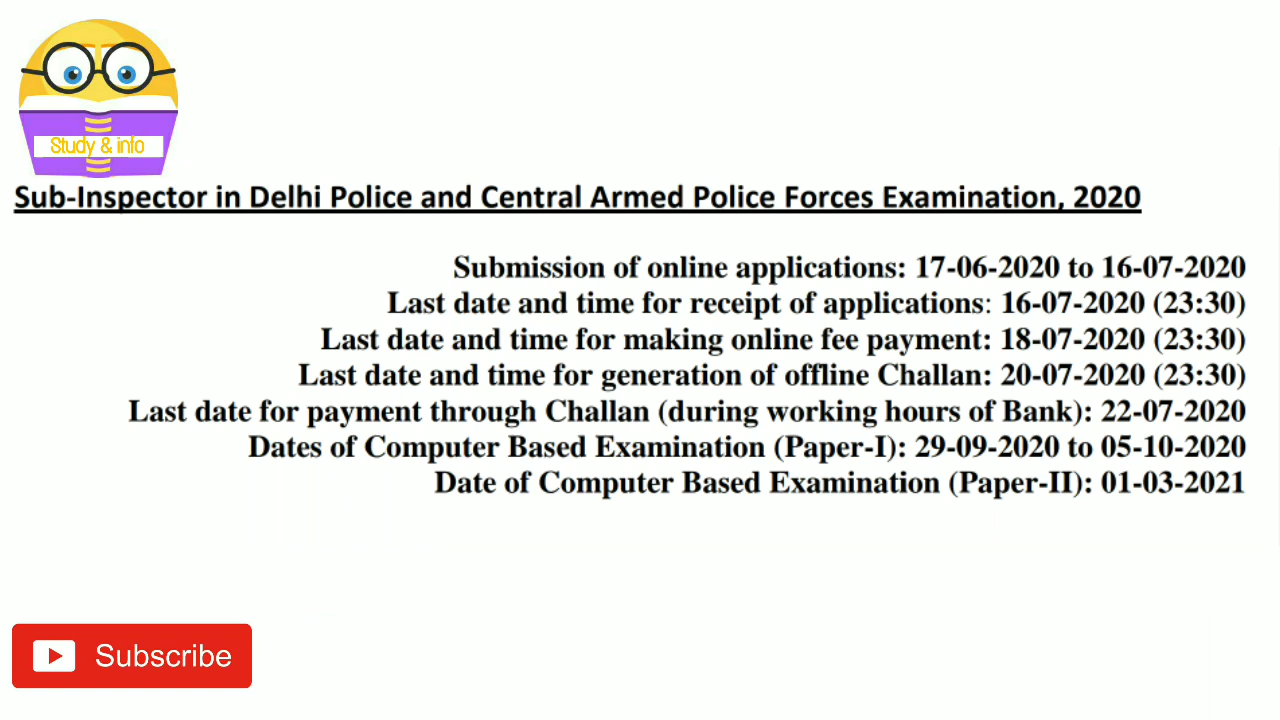 Study & info
Sub-Inspector in Delhi Police and Central Armed Police Forces Examination, 2020
Submission of online applications: 17-06-2020 to 16-07-2020
Last date and time for receipt of applications: 16-07-2020 (23:30)
Last date and time for making online fee payment: 18-07-2020 (23:30)
Last date and time for generation of offline Challan: 20-07-2020 (23:30)
Last date for payment through Challan (during working hours of Bank): 22-07-2020
Dates of Computer Based Examination (Paper-I): 29-09-2020 to 05-10-2020
Date of Computer Based Examination (Paper-II): 01-03-2021
Subscribe